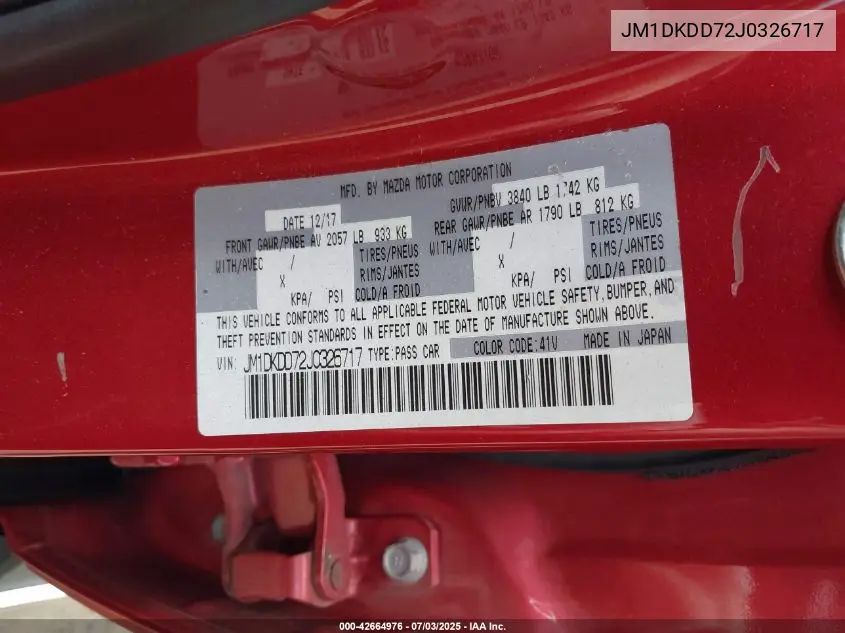 JM1DKDD72J0326717
MFD. BY MAZDA MOTOR CORPORATION
DATE 12/17
GVWR/PNBV 3840 LB 1742 KG
FRONT GAWR/PNBE AV 2057 LB 933 KG
REAR GAWR/PNBE AR 1790 LB 812 KG
WITH/AVEC / TIRES/PNEUS
WITH/AVEC / TIRES/PNEUS
X RIMS/JANTES
X RIMS/JANTES
KPA/ PSI COLD/A FROID
KPA/ PSI COLD/A FROID
THIS VEHICLE CONFORMS TO ALL APPLICABLE FEDERAL MOTOR VEHICLE SAFETY, BUMPER, AND
THEFT PREVENTION STANDARDS IN EFFECT ON THE DATE OF MANUFACTURE SHOWN ABOVE.
VIN: JM1DKDD72J0326717 TYPE:PASS CAR COLOR CODE:41V MADE IN JAPAN
000-42664976 - 07/03/2025 - IAA Inc.